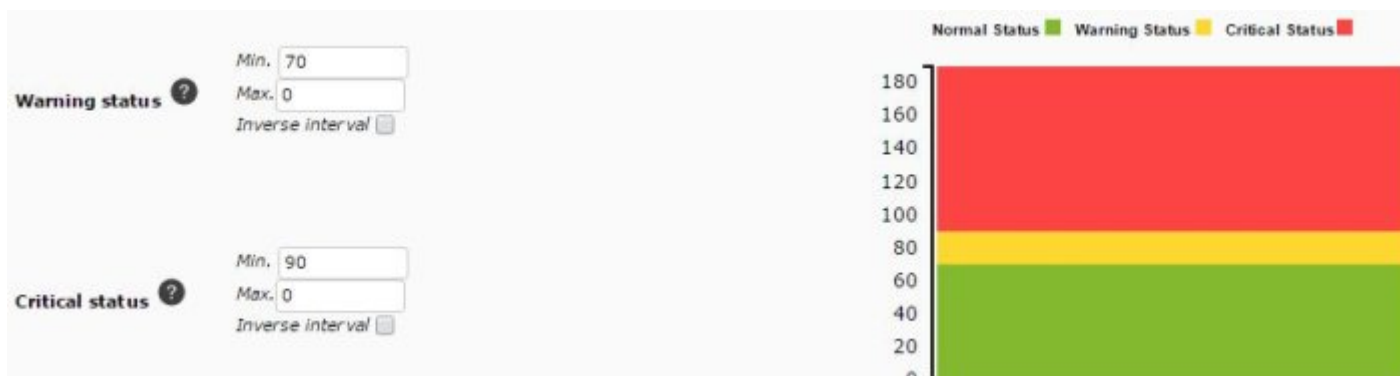 Normal Status Warning Status Critical Status
Min. 70
Warning status ? Max. 0
Inverse interval
Min. 90
Critical status ? Max. 0
Inverse interval
180
160
140
120
100
80
60
40
20
0